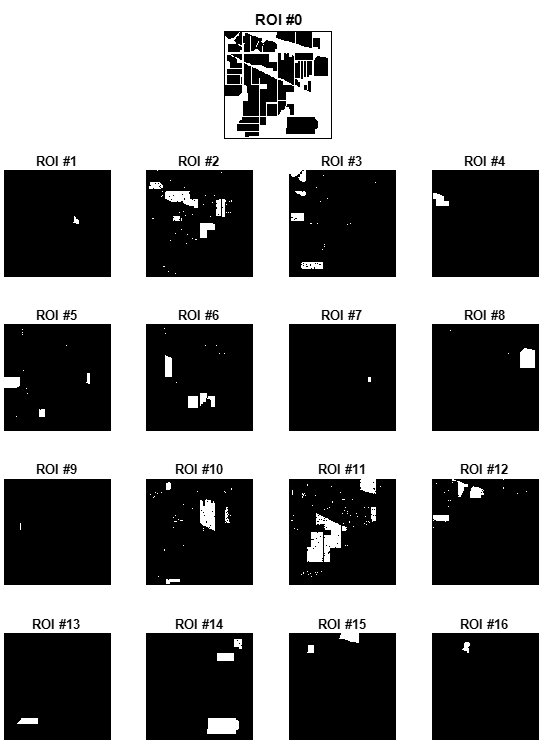 ROI #0
ROI #1 ROI #2 ROI #3 ROI #4
ROI #5 ROI #6 ROI #7 ROI #8
ROI #9 ROI #10 ROI #11 ROI #12
ROI #13 ROI #14 ROI #15 ROI #16